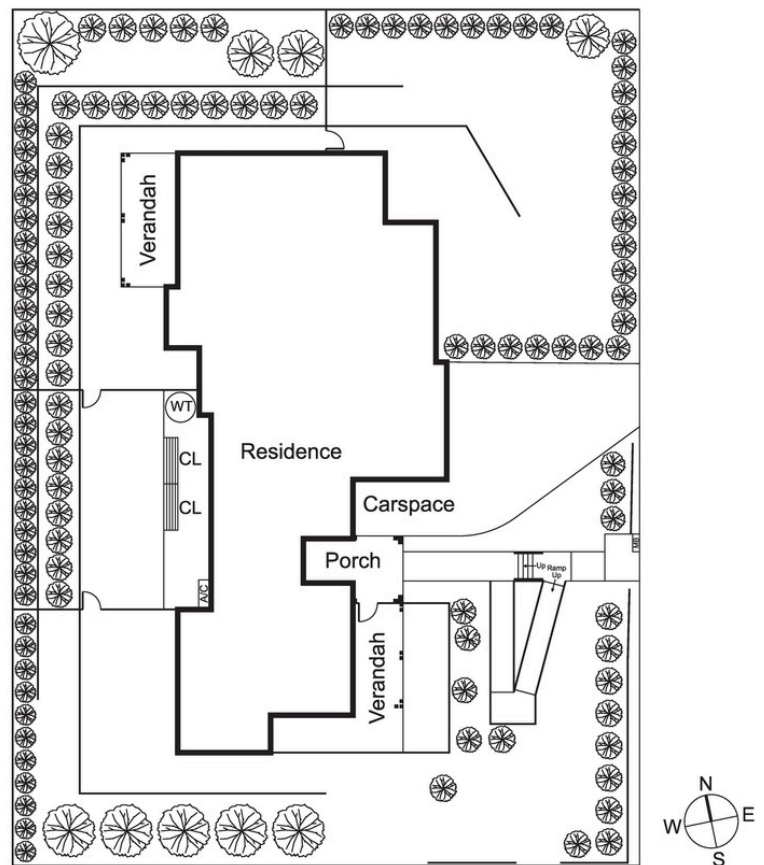 Verandah
WT
CL
Residence
CL
Carspace
Porch
Up
Ramp
Up
MB
A/C
Verandah
N
W
E
S